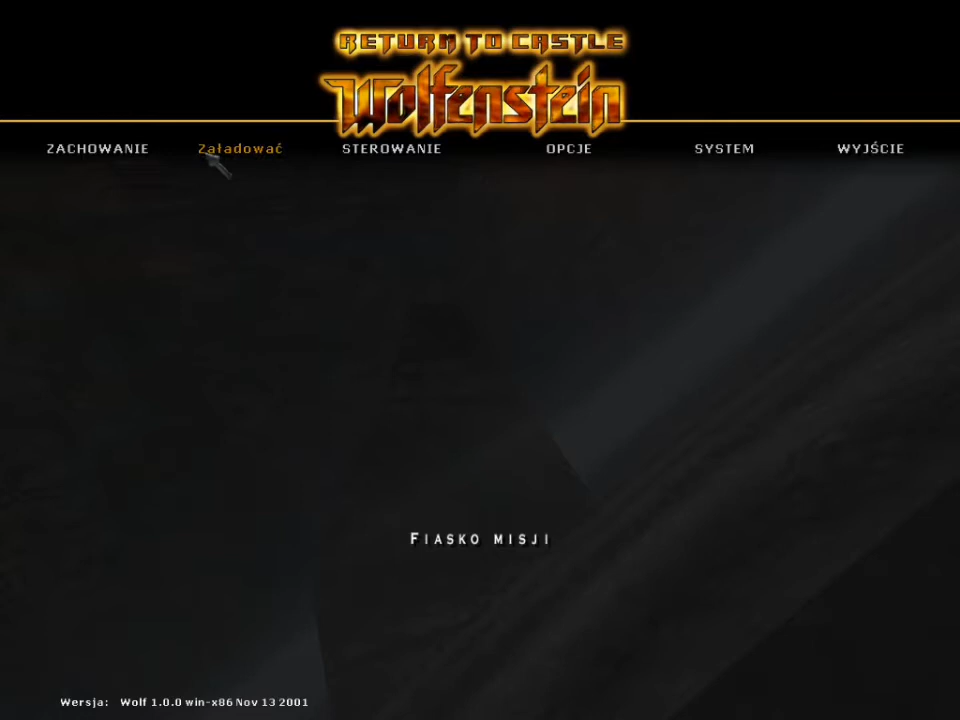 RETURN TO CASTLE
Wolfenstein
ZACHOWANIE Załadować STEROWANIE OPCJE SYSTEM WYJŚCIE
FIASKO MISJI
Wersja: Wolf 1.0.0 win-x86 Nov 13 2001